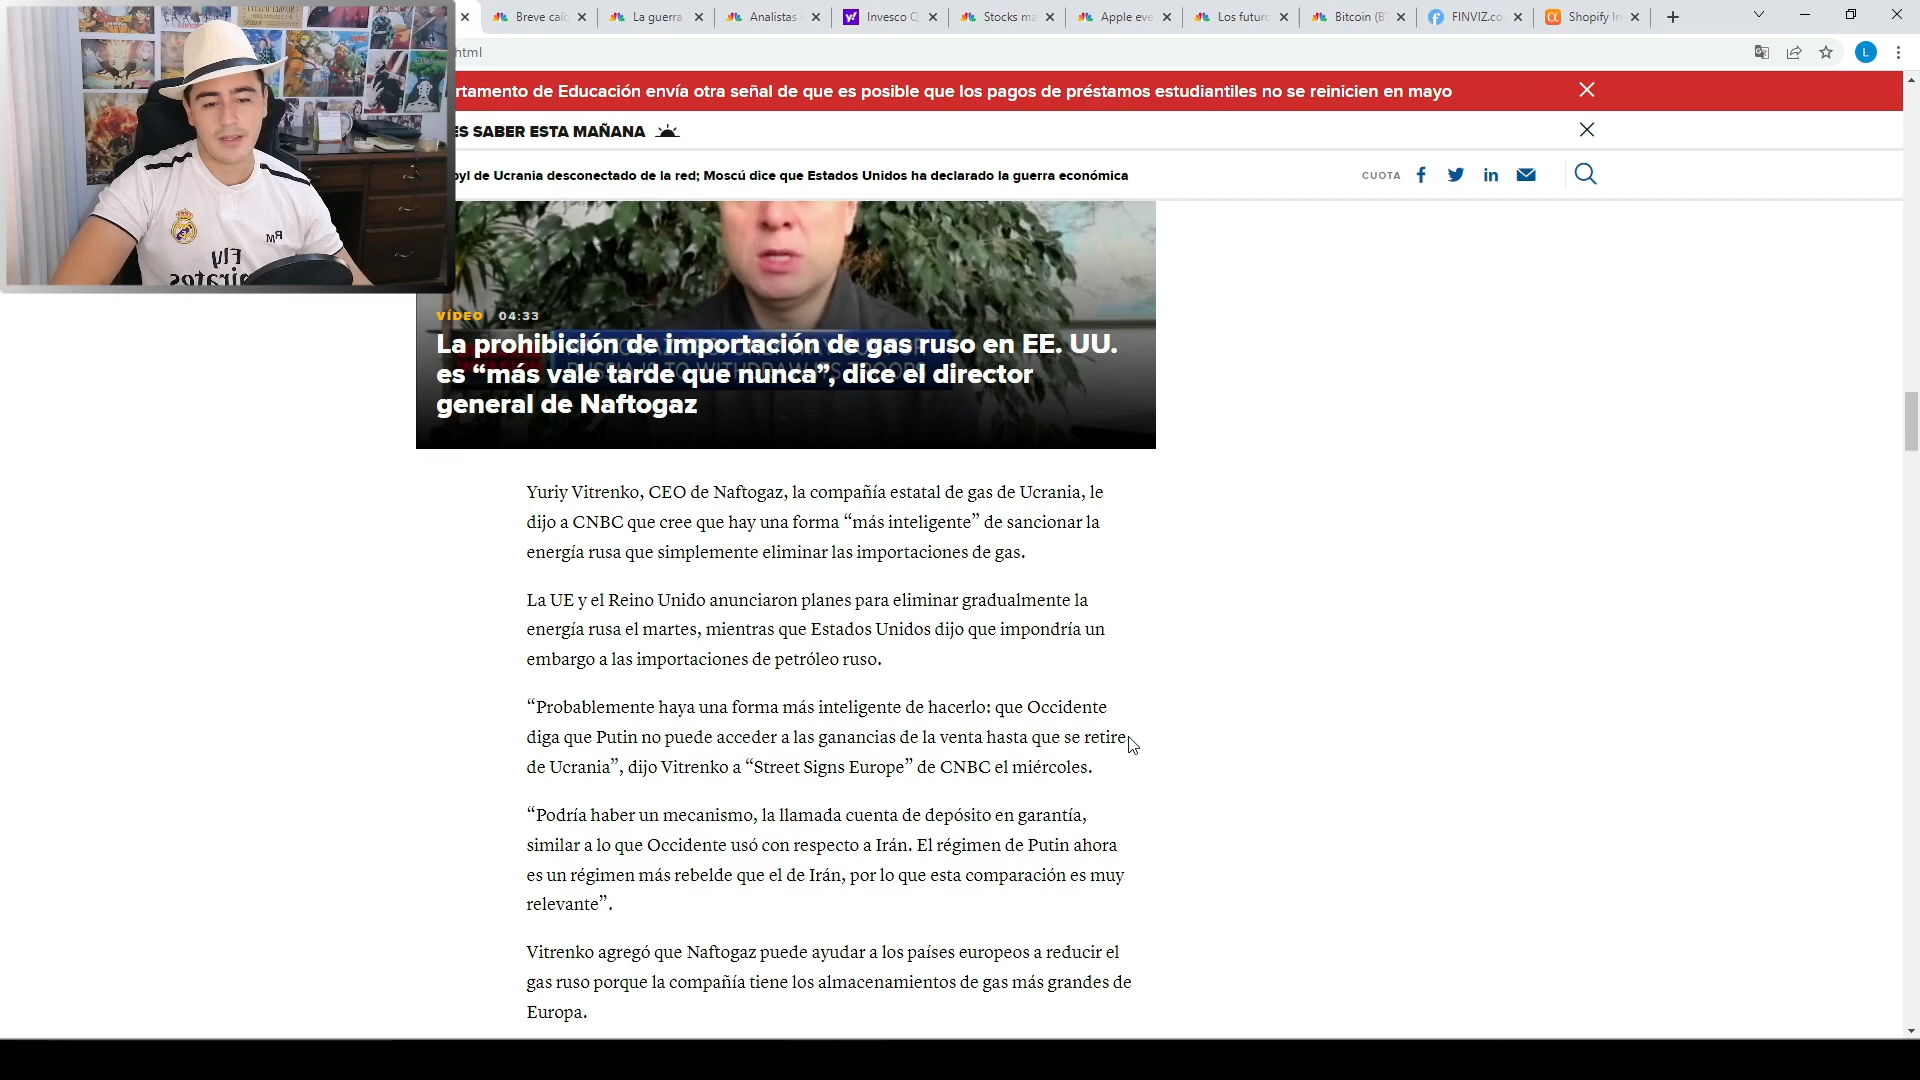 Breve caíc
La guerra
Analistas
Invesco Q
Stocks ma
Apple eve
Los futuro
Bitcoin (BT
FINVIZ.co
Shopify In
html
L
rtamento de Educación envía otra señal de que es posible que los pagos de préstamos estudiantiles no se reinicien en mayo
ES SABER ESTA MAÑANA
byl de Ucrania desconectado de la red; Moscú dice que Estados Unidos ha declarado la guerra económica
CUOTA
Fly
Emirates
VÍDEO 04:33
La prohibición de importación de gas ruso en EE. UU.
es “más vale tarde que nunca”, dice el director
general de Naftogaz
Yuriy Vitrenko, CEO de Naftogaz, la compañía estatal de gas de Ucrania, le
dijo a CNBC que cree que hay una forma “más inteligente” de sancionar la
energía rusa que simplemente eliminar las importaciones de gas.
La UE y el Reino Unido anunciaron planes para eliminar gradualmente la
energía rusa el martes, mientras que Estados Unidos dijo que impondría un
embargo a las importaciones de petróleo ruso.
“Probablemente haya una forma más inteligente de hacerlo: que Occidente
diga que Putin no puede acceder a las ganancias de la venta hasta que se retire
de Ucrania”, dijo Vitrenko a “Street Signs Europe” de CNBC el miércoles.
“Podría haber un mecanismo, la llamada cuenta de depósito en garantía,
similar a lo que Occidente usó con respecto a Irán. El régimen de Putin ahora
es un régimen más rebelde que el de Irán, por lo que esta comparación es muy
relevante”.
Vitrenko agregó que Naftogaz puede ayudar a los países europeos a reducir el
gas ruso porque la compañía tiene los almacenamientos de gas más grandes de
Europa.